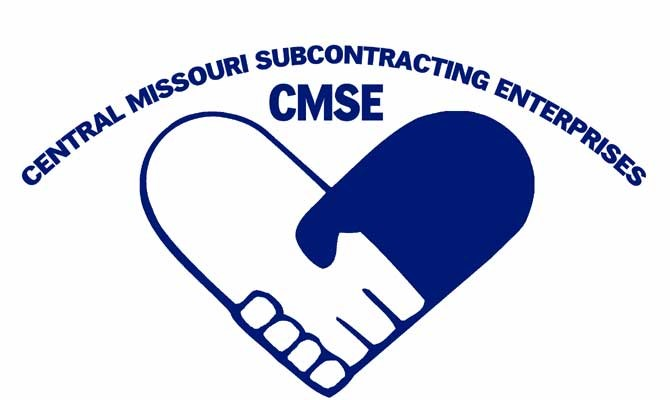 CENTRAL MISSOURI SUBCONTRACTING ENTERPRISES
CMSE